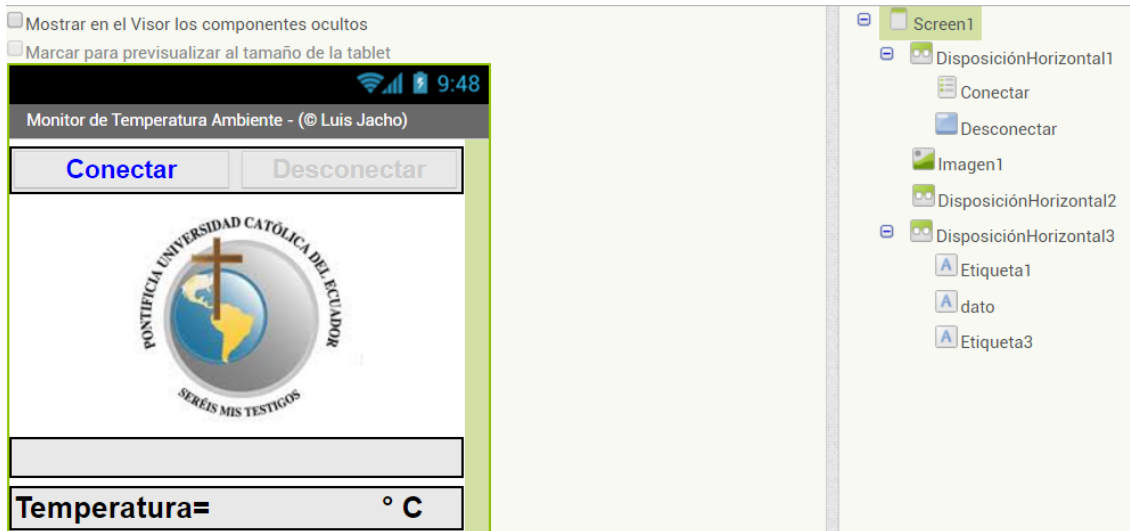 Mostrar en el Visor los componentes ocultos
Marcar para previsualizar al tamaño de la tablet
9:48
Monitor de Temperatura Ambiente - (© Luis Jacho)
Conectar Desconectar
PONTIFICIA UNIVERSIDAD CATÓLICA DEL ECUADOR
SERÉIS MIS TESTIGOS
Temperatura= ° C
Screen1
DisposiciónHorizontal1
Conectar
Desconectar
Imagen1
DisposiciónHorizontal2
DisposiciónHorizontal3
Etiqueta1
dato
Etiqueta3